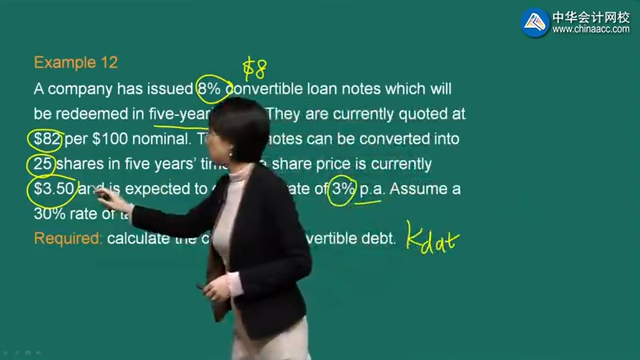 中华会计网校
www.chinaacc.com
Example 12
$8
A company has issued 8% convertible loan notes which will
be redeemed in five-year They are currently quoted at
$82 per $100 nominal. notes can be converted into
25 shares in five years' share price is currently
$3.50 and is expected to rate of 3% p.a. Assume a
30% rate of
Required: calculate the debt. Kdat